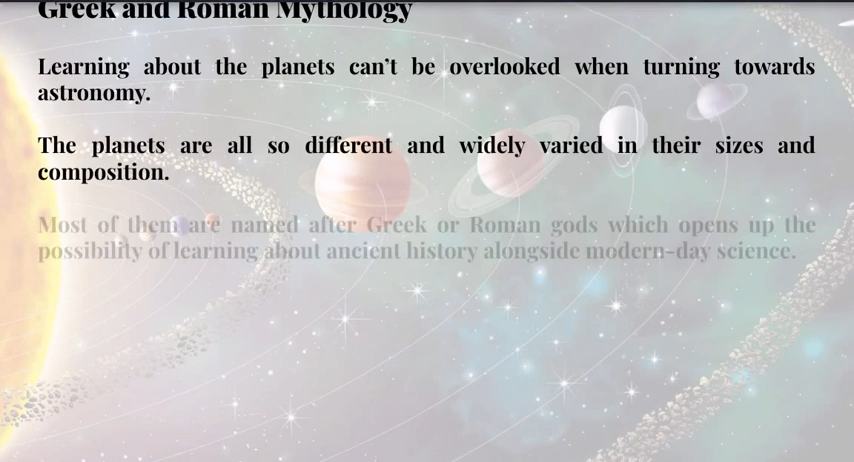 Greek and Roman Mythology
Learning about the planets can’t be overlooked when turning towards
astronomy.
The planets are all so different and widely varied in their sizes and
composition.
Most of them are named after Greek or Roman gods which opens up the
possibility of learning about ancient history alongside modern-day science.